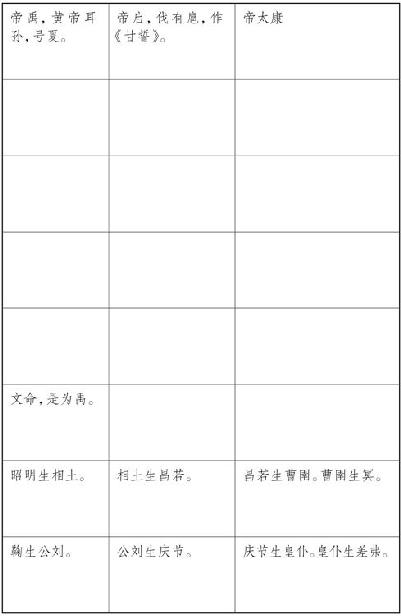 帝禹，黄帝耳
孙，号夏。
帝启，伐有扈，作
《甘誓》。
帝太康
文命，是为禹。
昭明生相土。
相土生昌若。
昌若生曹圉。曹圉生冥。
鞠生公刘。
公刘生庆节。
庆节生皇仆。皇仆生差弗。